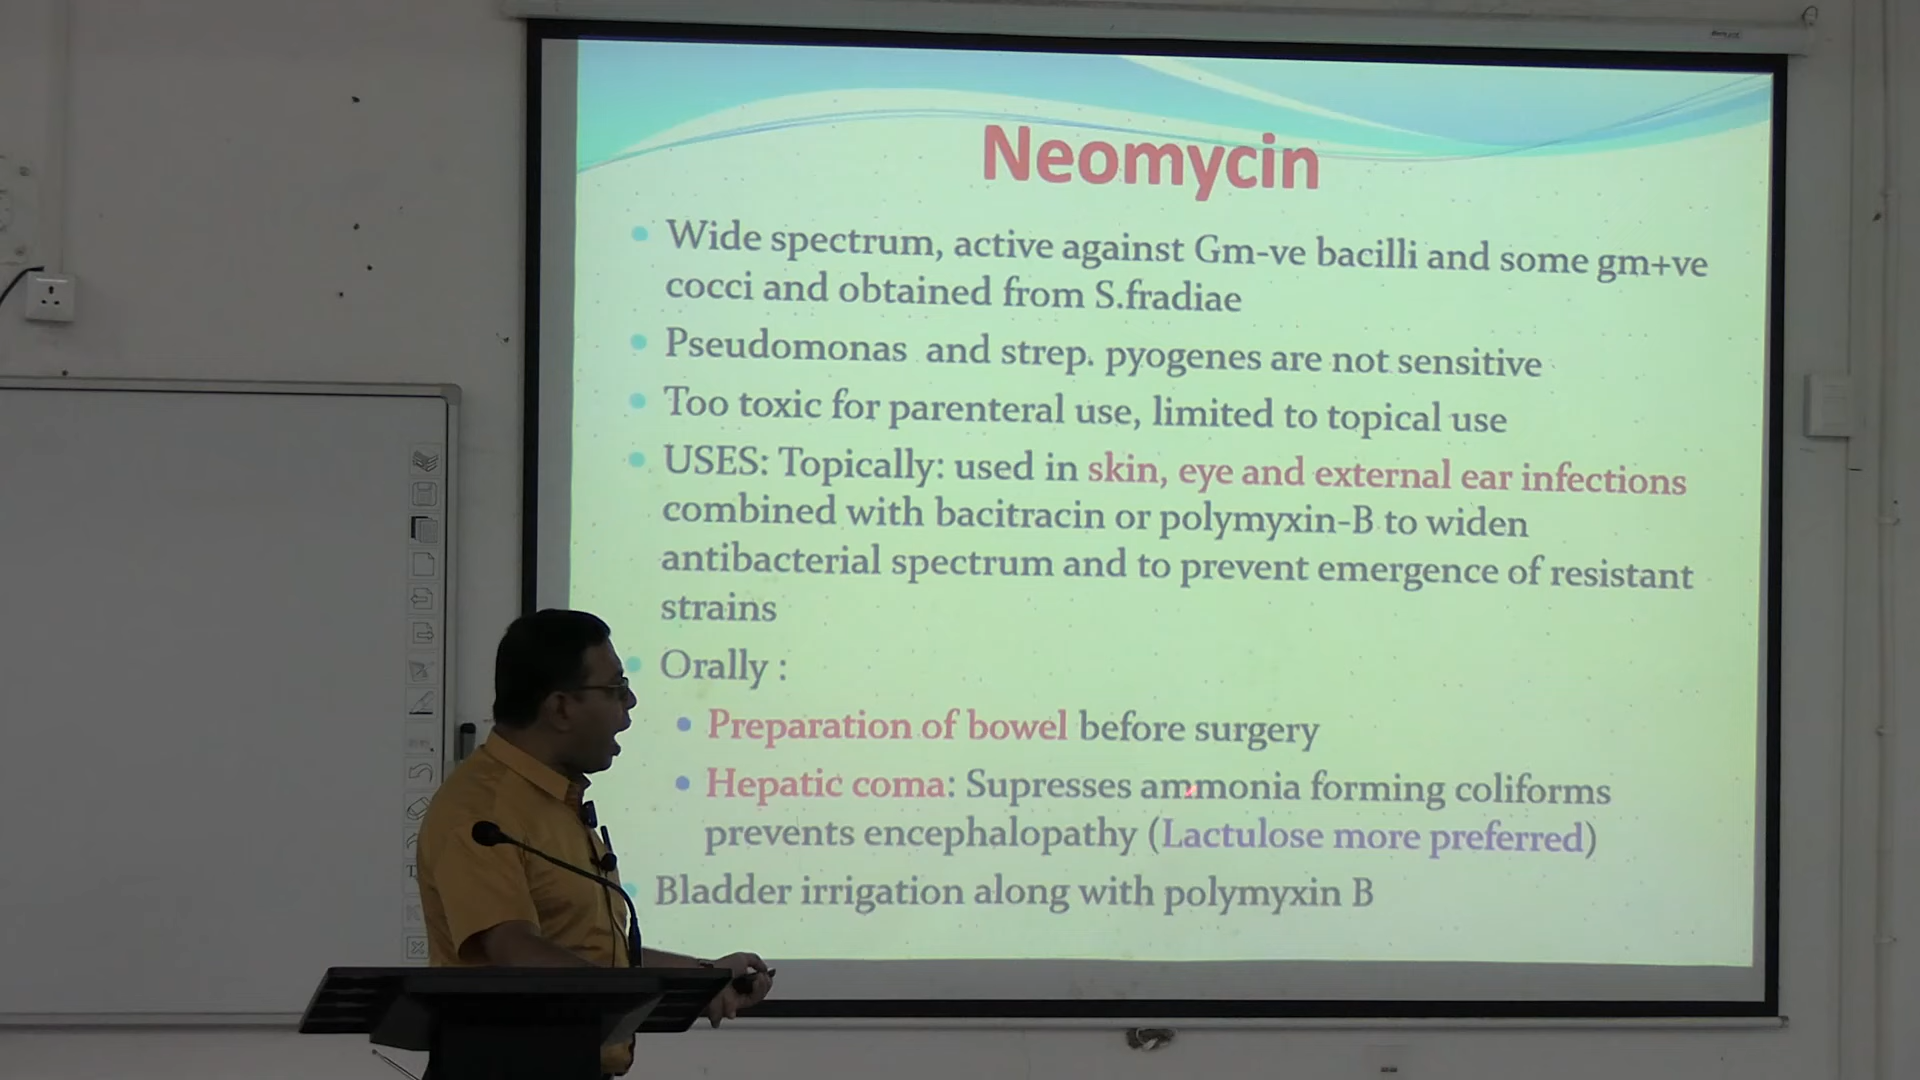 Neomycin
Wide spectrum, active against Gm-ve bacilli and some gm+ve
cocci and obtained from S.fradiae
Pseudomonas and strep. pyogenes are not sensitive
Too toxic for parenteral use, limited to topical use
USES: Topically: used in skin, eye and external ear infections
combined with bacitracin or polymyxin-B to widen
antibacterial spectrum and to prevent emergence of resistant
strains
Orally :
Preparation of bowel before surgery
Hepatic coma: Supresses ammonia forming coliforms
prevents encephalopathy (Lactulose more preferred)
Bladder irrigation along with polymyxin B